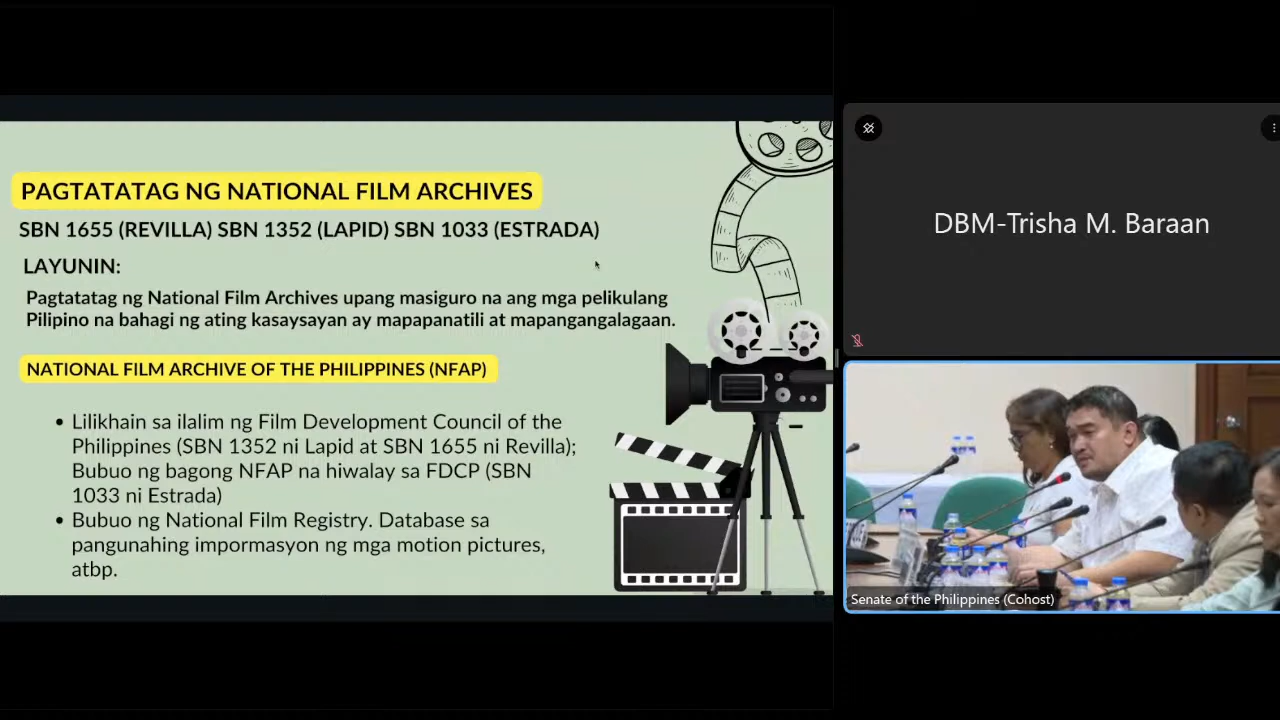 PAGTATATAG NG NATIONAL FILM ARCHIVES
SBN 1655 (REVILLA) SBN 1352 (LAPID) SBN 1033 (ESTRADA)
LAYUNIN:
Pagtatatag ng National Film Archives upang masiguro na ang mga pelikulang
Pilipino na bahagi ng ating kasaysayan ay mapapanatili at mapangangalagaan.
NATIONAL FILM ARCHIVE OF THE PHILIPPINES (NFAP)
• Lilikhain sa ilalim ng Film Development Council of the
Philippines (SBN 1352 ni Lapid at SBN 1655 ni Revilla);
Bubuo ng bagong NFAP na hiwalay sa FDCP (SBN
1033 ni Estrada)
• Bubuo ng National Film Registry. Database sa
pangunahing impormasyon ng mga motion pictures,
atbp.
DBM-Trisha M. Baraan
Senate of the Philippines (Cohost)